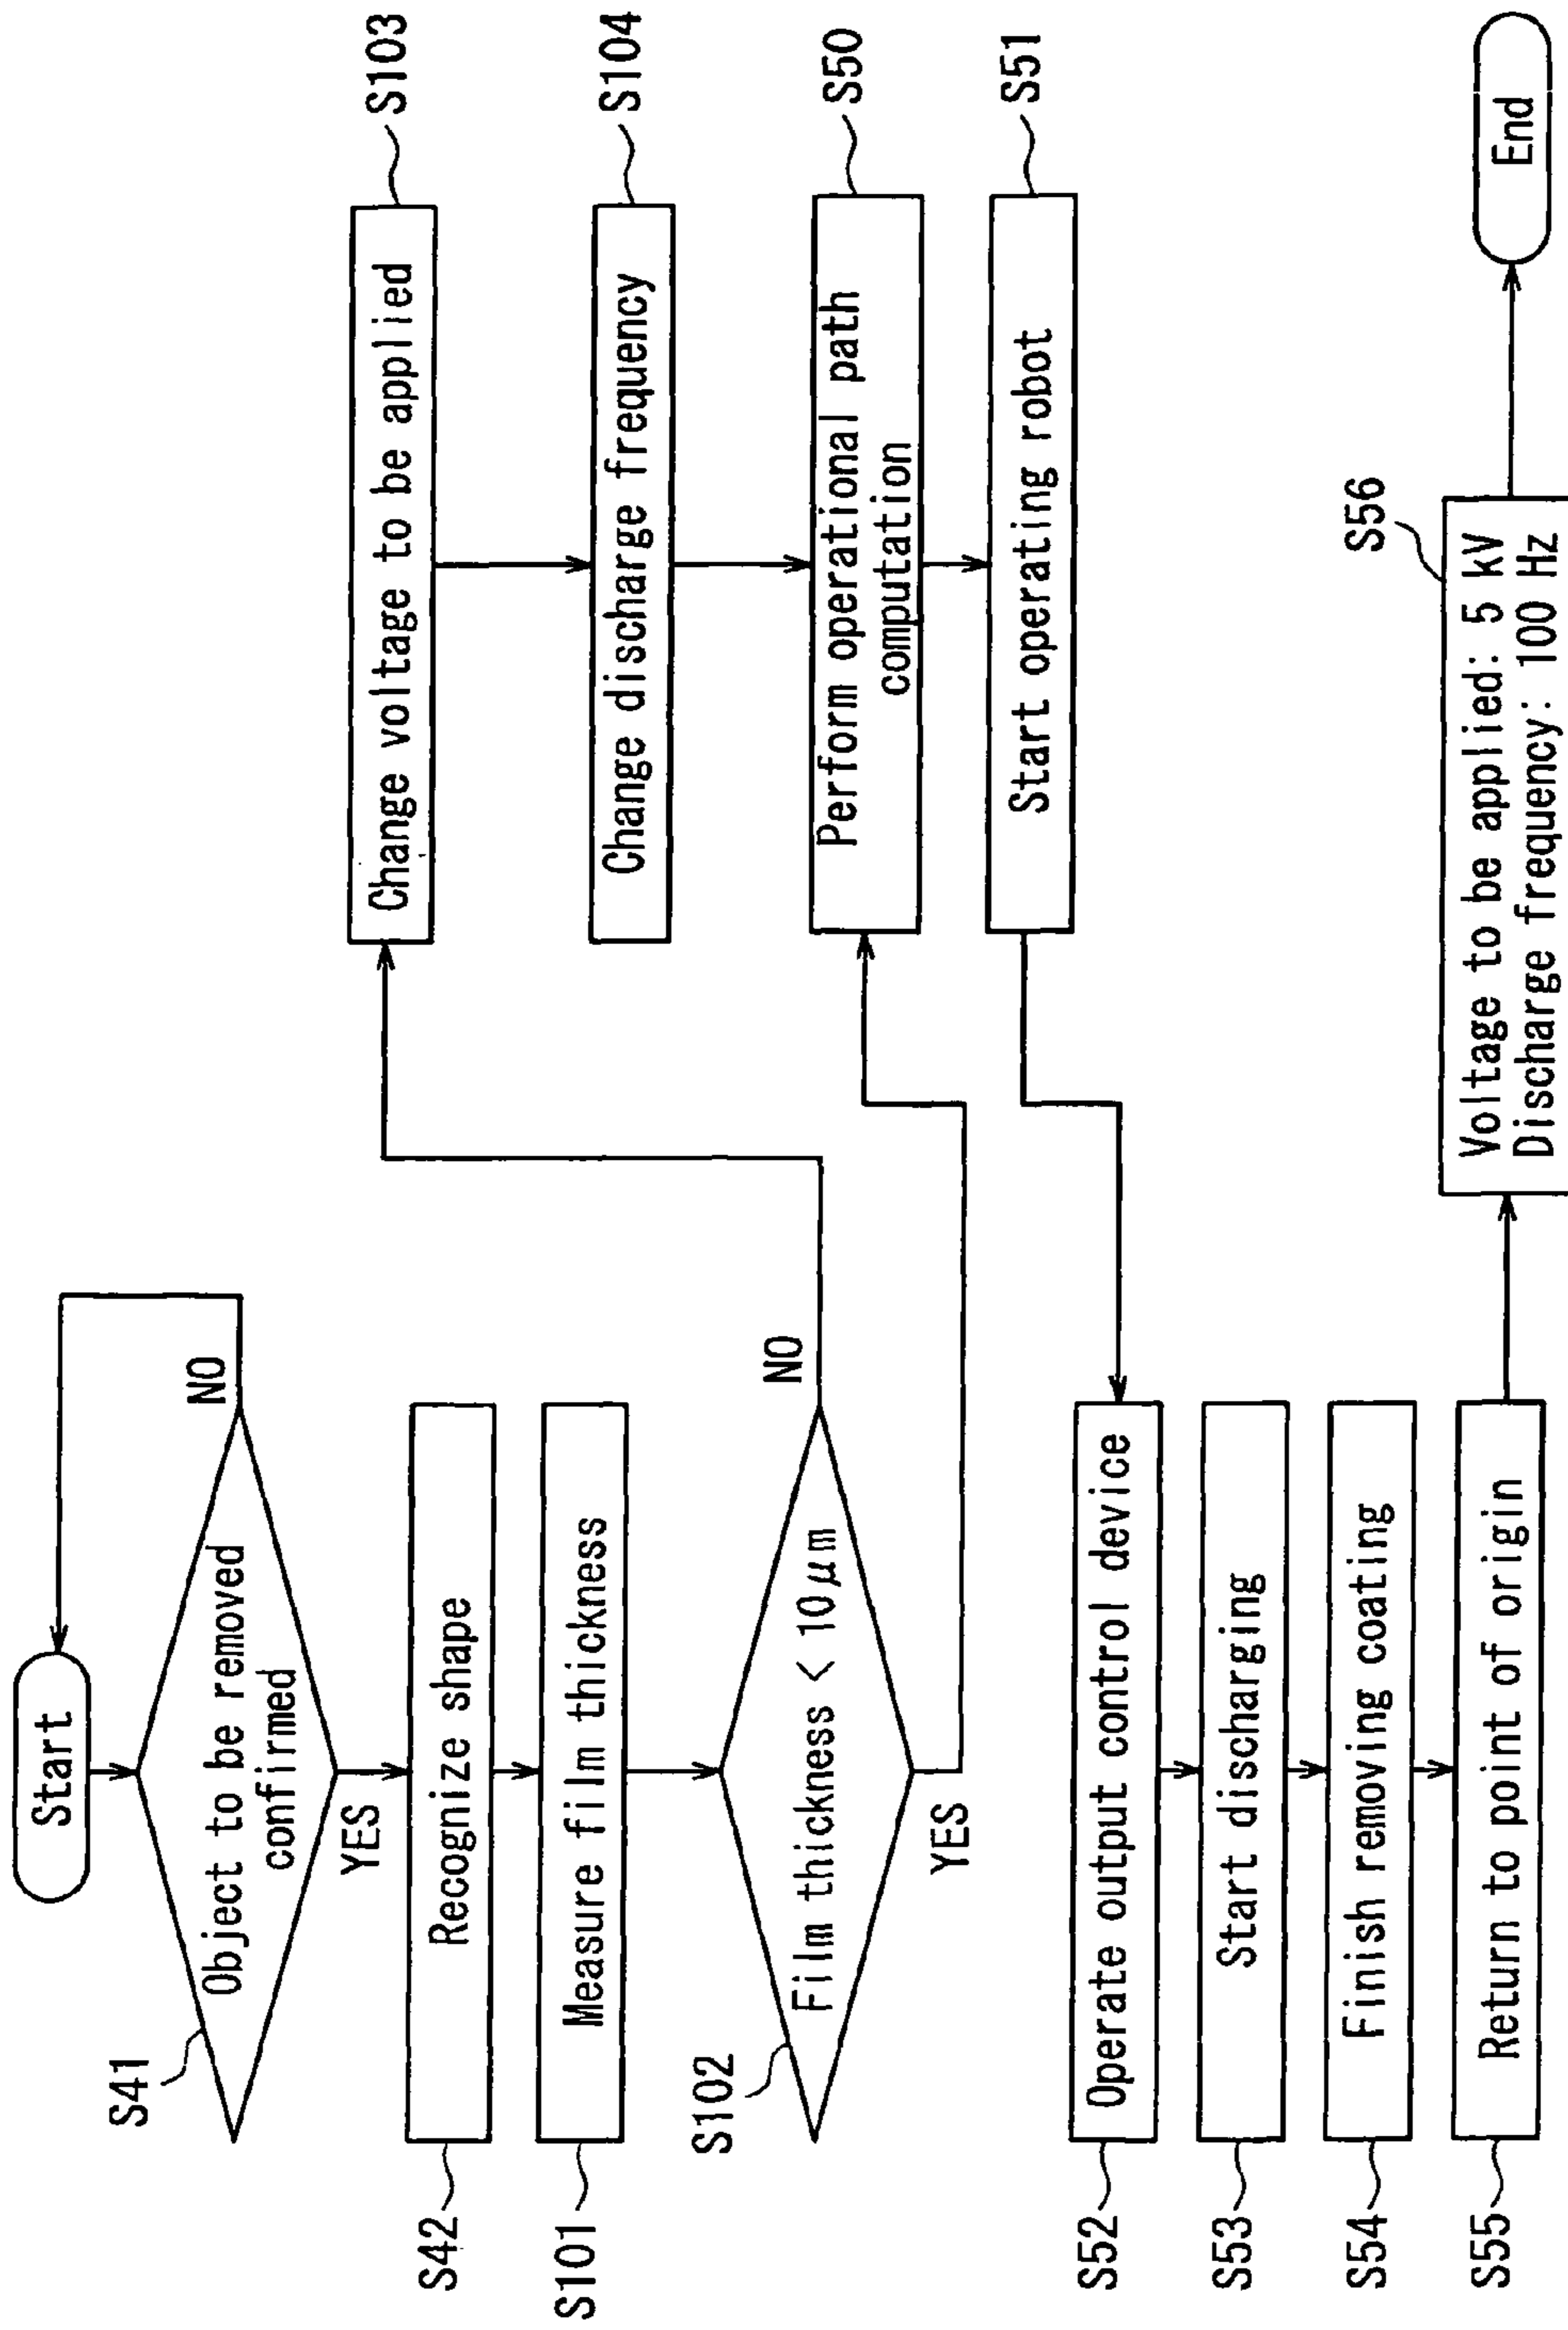 Start
S41
Object to be removed
confirmed
NO
YES
S42
Recognize shape
S101
Measure film thickness
S102
Film thickness < 10μm
NO
YES
Change voltage to be applied
S103
Change discharge frequency
S104
Perform operational path
computation
S50
Start operating robot
S51
S52
Operate output control device
S53
Start discharging
S54
Finish removing coating
S55
Return to point of origin
S56
Voltage to be applied: 5 kV
Discharge frequency: 100 Hz
End